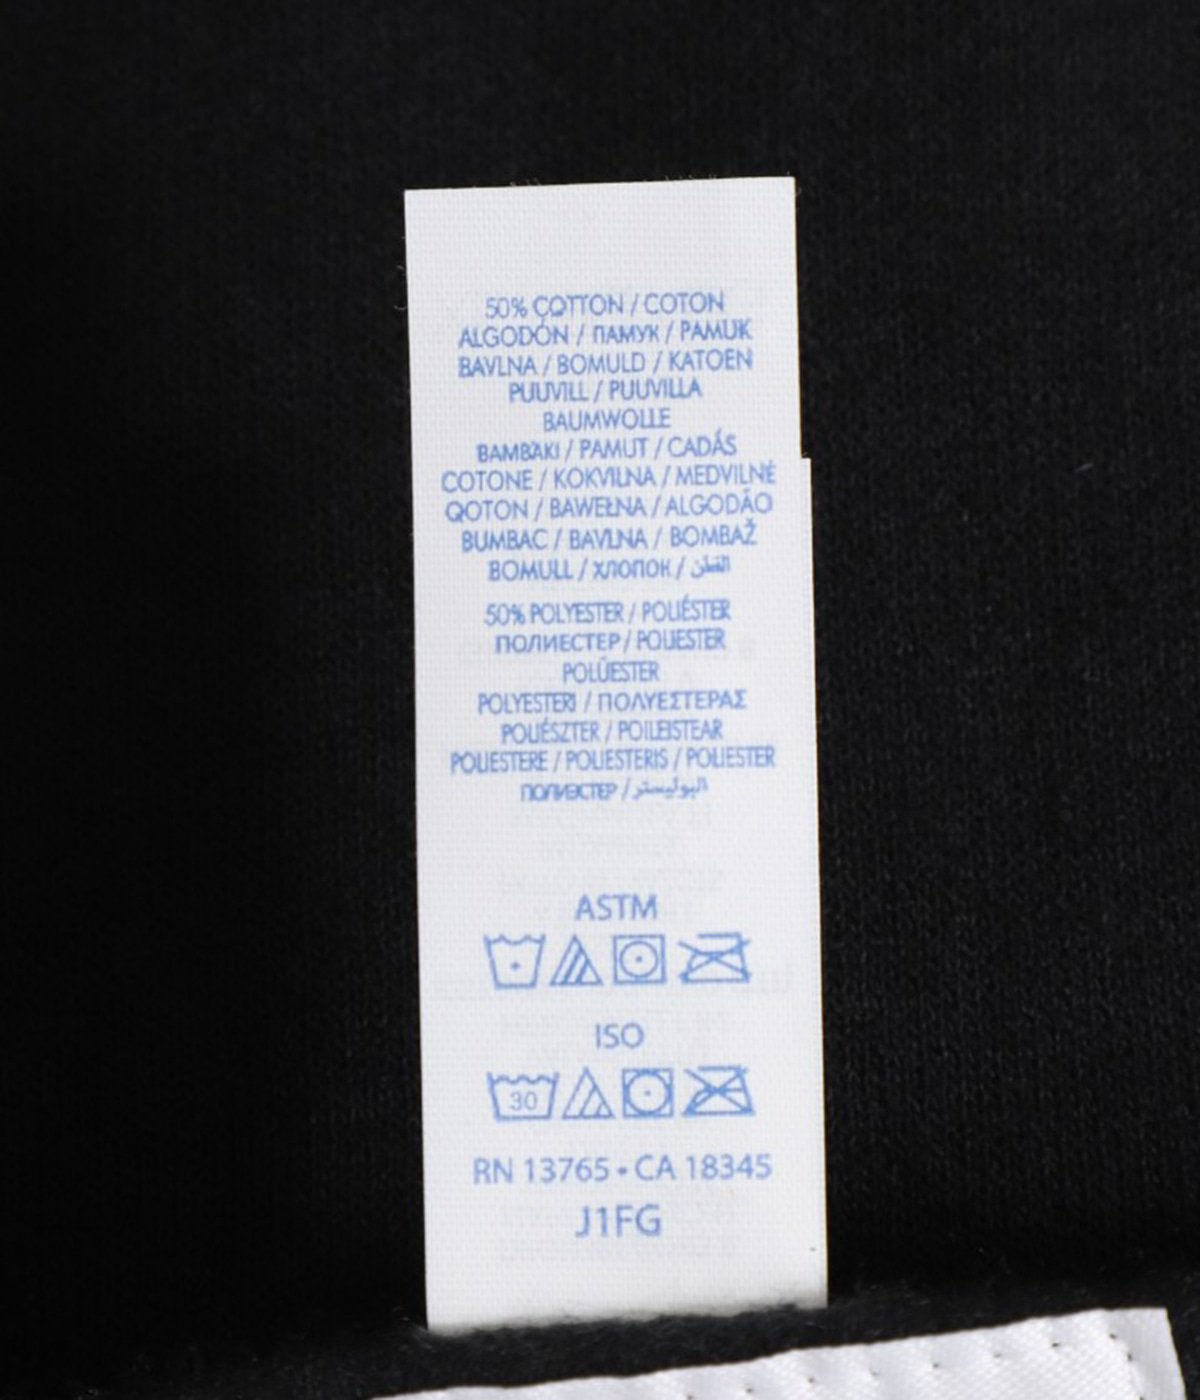 50% COTTON / COTON
ALGODÓN / ПАМУК / PAMUK
BAVLNA / BOMULD / KATOEN
PUUVILL / PUUVILLA
BAUMWOLLE
BAMBAKI / PAMUT / CADÁS
COTONE / KOKVILNA / MEDVILNĖ
QOTON / BAWEŁNA / ALGODÃO
BUMBAC / BAVLNA / BOMBAŽ
BOMULL / ХЛОПОК / القطن
50% POLYESTER / POLIÉSTER
ПОЛИЕСТЕР / POLIESTER
POLÜESTER
POLYESTERI / ΠΟΛΥΕΣΤΕΡΑΣ
POLIÉSZTER / POILEISTEAR
POLIESTERE / POLIESTERIS / POLIESTER
ПОЛИЭСТЕР / البوليستر
ASTM
ISO
30
RN 13765 • CA 18345
J1FG